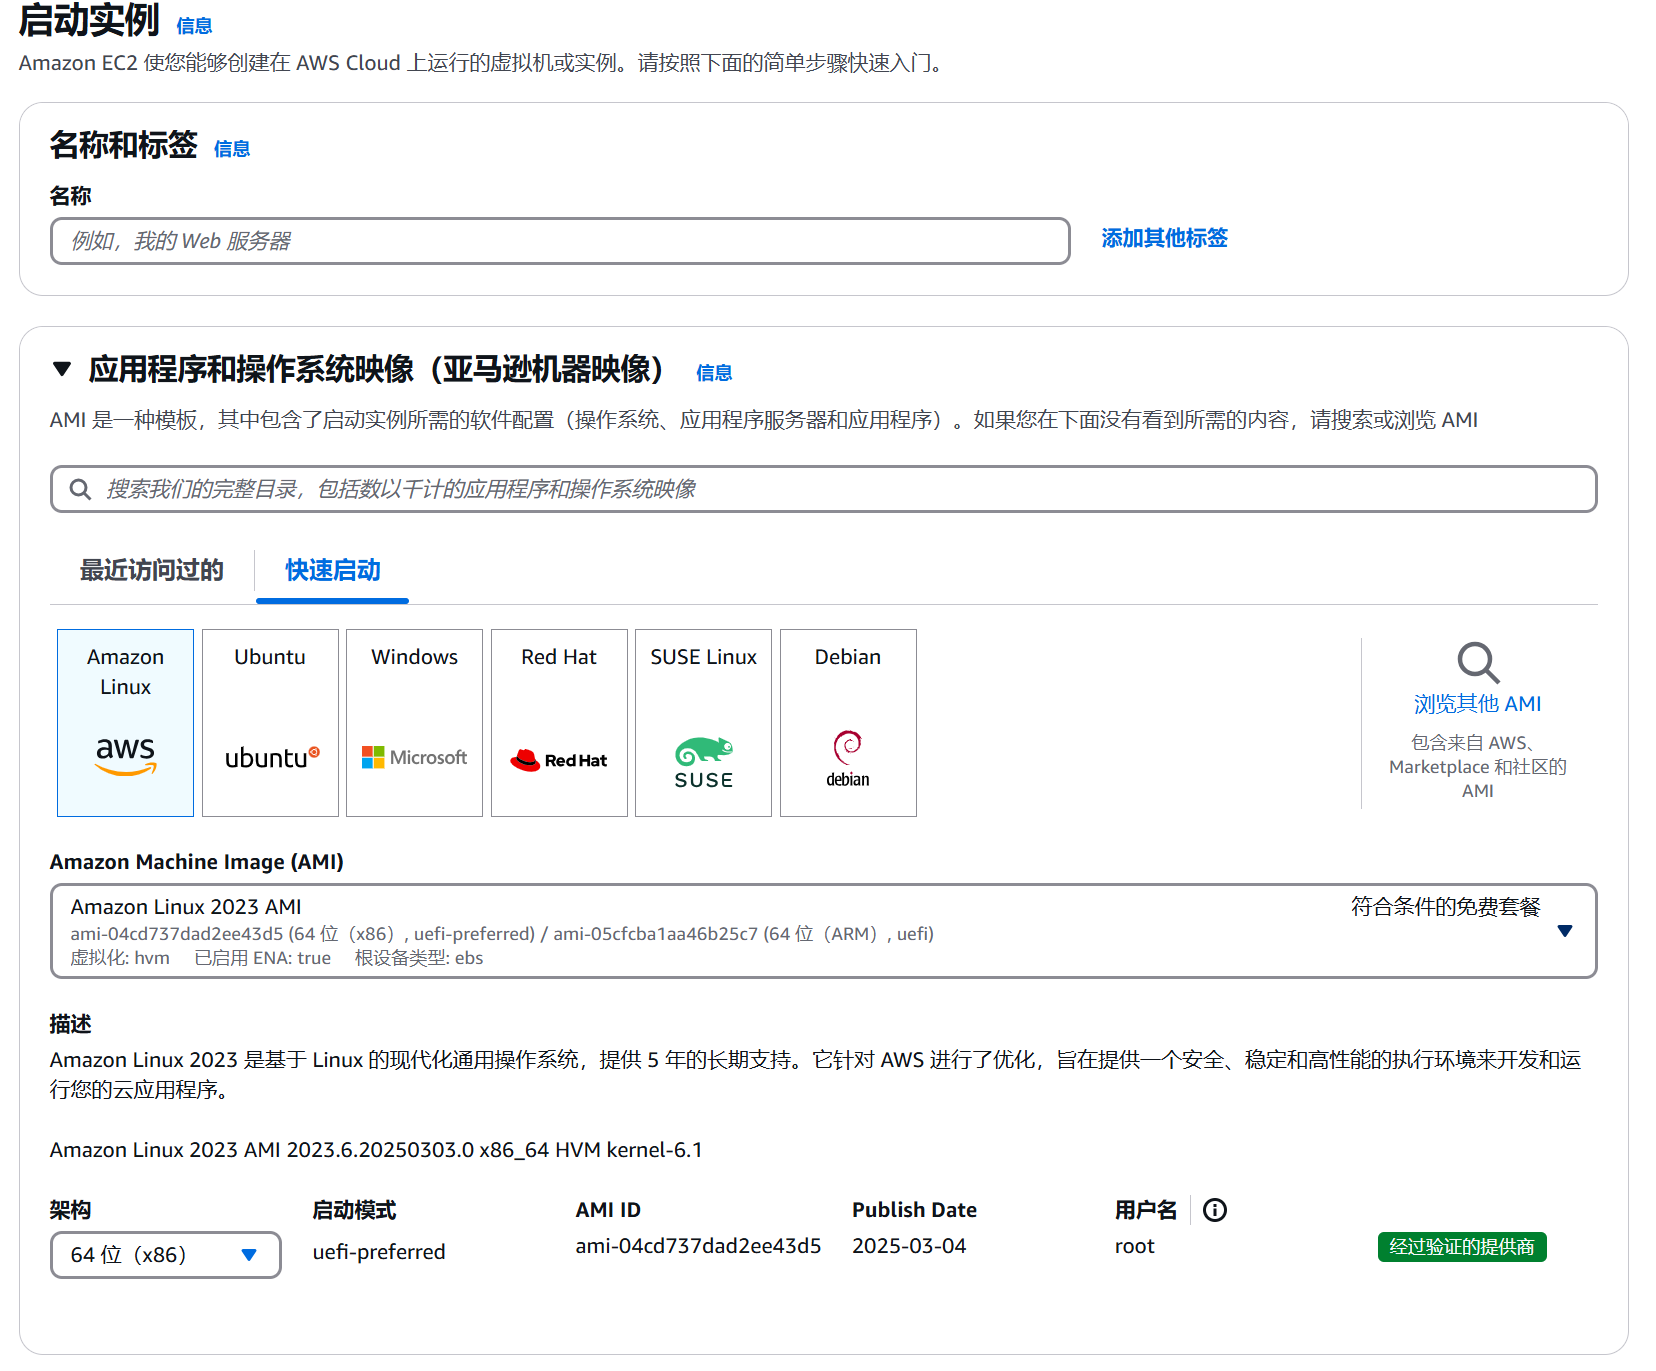 启动实例 信息
Amazon EC2 使您能够创建在 AWS Cloud 上运行的虚拟机或实例。请按照下面的简单步骤快速入门。
名称和标签 信息
名称
例如，我的 Web 服务器
添加其他标签
应用程序和操作系统映像（亚马逊机器映像） 信息
AMI 是一种模板，其中包含了启动实例所需的软件配置（操作系统、应用程序服务器和应用程序）。如果您在下面没有看到所需的内容，请搜索或浏览 AMI
搜索我们的完整目录，包括数以千计的应用程序和操作系统映像
最近访问过的 快速启动
Amazon
Linux
aws
Ubuntu
ubuntu
Windows
Microsoft
Red Hat
Red Hat
SUSE Linux
SUSE
Debian
debian
浏览其他 AMI
包含来自 AWS、
Marketplace 和社区的
AMI
Amazon Machine Image (AMI)
Amazon Linux 2023 AMI 符合条件的免费套餐
ami-04cd737dad2ee43d5 (64 位（x86）, uefi-preferred) / ami-05cfcba1aa46b25c7 (64 位（ARM）, uefi)
虚拟化: hvm 已启用 ENA: true 根设备类型: ebs
描述
Amazon Linux 2023 是基于 Linux 的现代化通用操作系统，提供 5 年的长期支持。它针对 AWS 进行了优化，旨在提供一个安全、稳定和高性能的执行环境来开发和运
行您的云应用程序。
Amazon Linux 2023 AMI 2023.6.20250303.0 x86_64 HVM kernel-6.1
架构 启动模式 AMI ID Publish Date 用户名
64 位（x86） uefi-preferred ami-04cd737dad2ee43d5 2025-03-04 root 经过验证的提供商